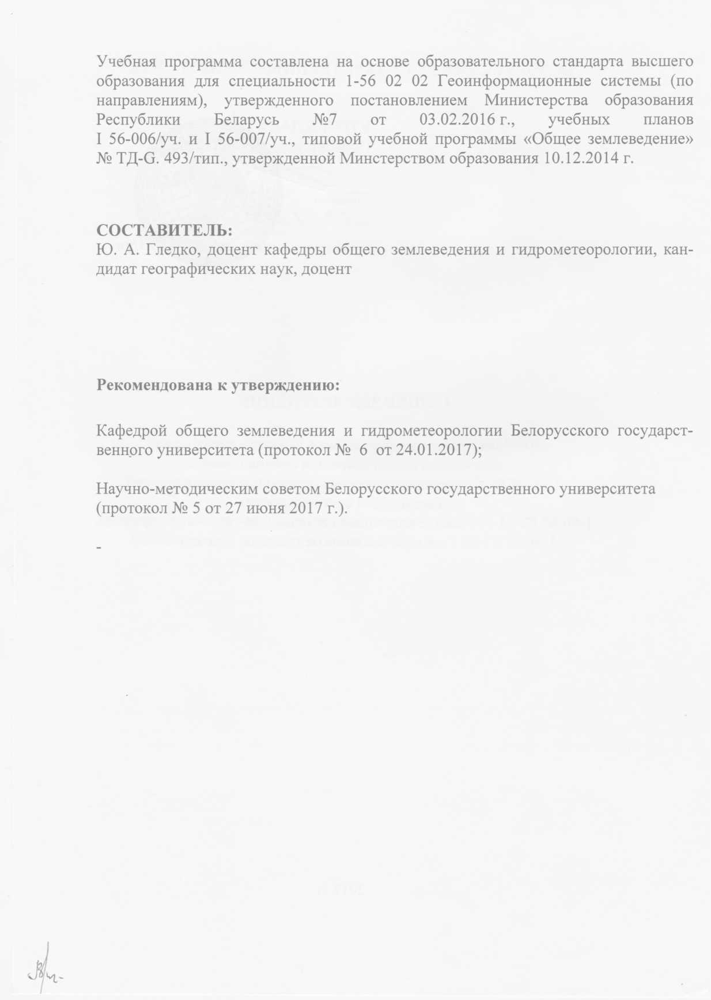 Учебная программа составлена на основе образовательного стандарта высшего
образования для специальности 1-56 02 02 Геоинформационные системы (по
направлениям), утвержденного постановлением Министерства образования
Республики Беларусь №7 от 03.02.2016 г., учебных планов
I 56-006/уч. и I 56-007/уч., типовой учебной программы «Общее землеведение»
№ ТД-G. 493/тип., утвержденной Минстерством образования 10.12.2014 г.
СОСТАВИТЕЛЬ:
Ю. А. Гледко, доцент кафедры общего землеведения и гидрометеорологии, кан-
дидат географических наук, доцент
Рекомендована к утверждению:
Кафедрой общего землеведения и гидрометеорологии Белорусского государст-
венного университета (протокол № 6 от 24.01.2017);
Научно-методическим советом Белорусского государственного университета
(протокол № 5 от 27 июня 2017 г.).
-